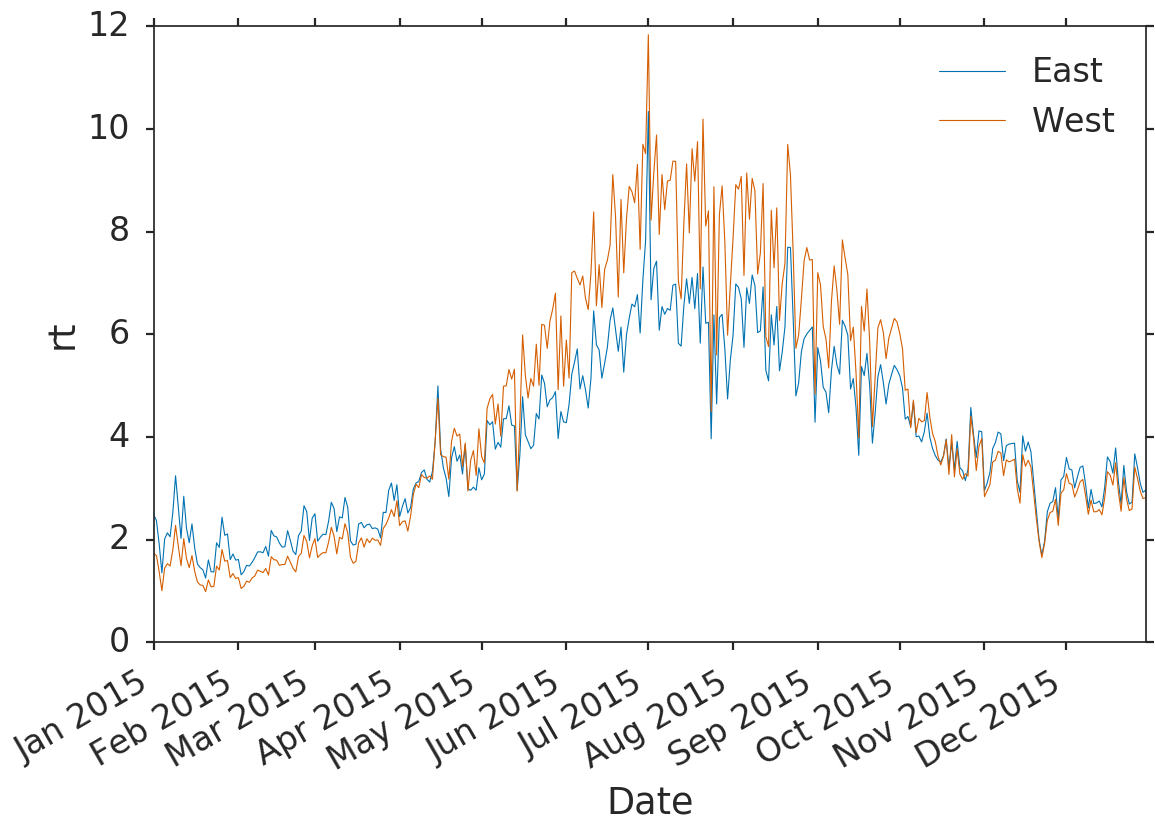 12
10
8
6
4
2
0
rt
East
West
Jan 2015
Feb 2015
Mar 2015
Apr 2015
May 2015
Jun 2015
Jul 2015
Aug 2015
Sep 2015
Oct 2015
Nov 2015
Dec 2015
Date